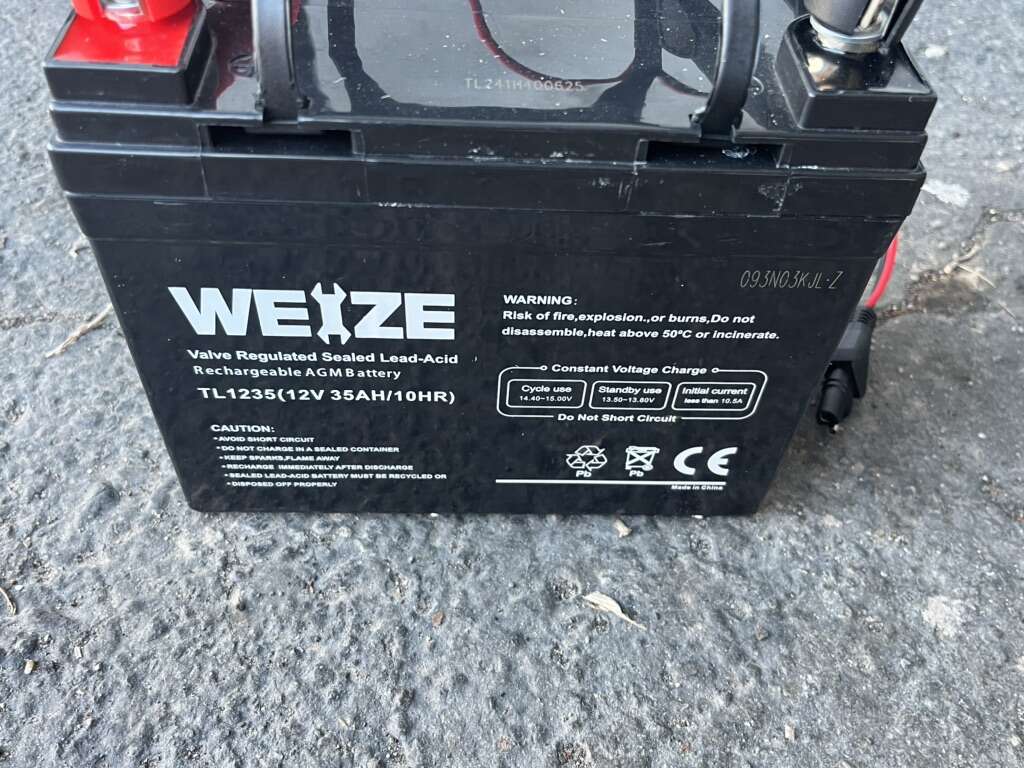 TL241H100625
093N03KJL-Z
WEIZE
Valve Regulated Sealed Lead-Acid
Rechargeable AGM Battery
TL1235(12V 35AH/10HR)
CAUTION:
•AVOID SHORT CIRCUIT
•DO NOT CHARGE IN A SEALED CONTAINER
•KEEP SPARKS,FLAME AWAY
•RECHARGE IMMEDIATELY AFTER DISCHARGE
•SEALED LEAD-ACID BATTERY MUST BE RECYCLED OR
•DISPOSED OFF PROPERLY
WARNING:
Risk of fire,explosion.,or burns,Do not
disassemble,heat above 50ºC or incinerate.
Constant Voltage Charge
Cycle use
14.40-15.00V
Standby use
13.50-13.80V
Initial current
less than 10.5A
Do Not Short Circuit
Pb
Pb
CE
Made in China